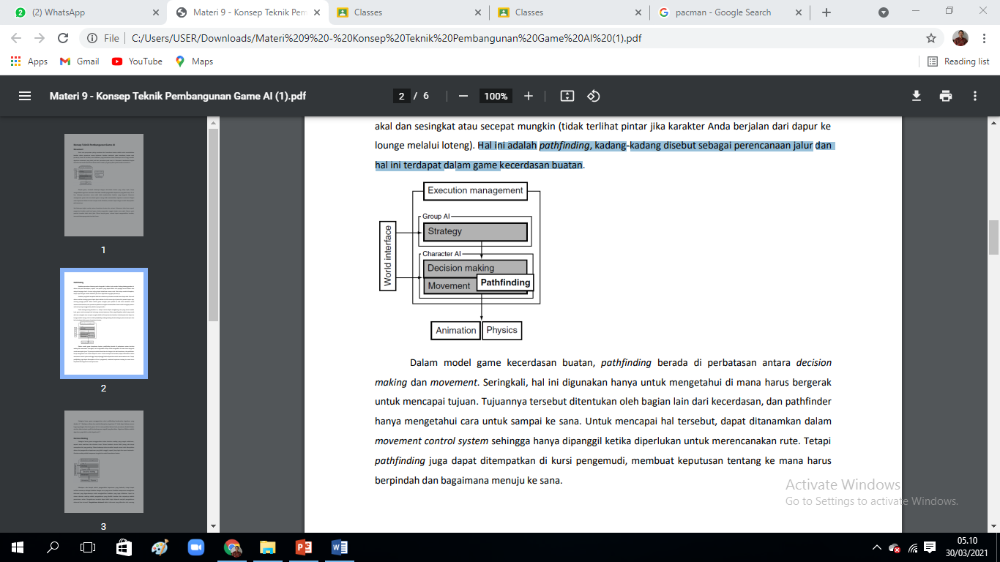 (2) WhatsApp
Materi 9 - Konsep Teknik Pem
Classes
Classes
pacman - Google Search
File
C:/Users/USER/Downloads/Materi%209%20-%20Konsep%20Teknik%20Pembangunan%20Game%20AI%20(1).pdf
Apps
Gmail
YouTube
Maps
Reading list
Materi 9 - Konsep Teknik Pembangunan Game AI (1).pdf
2 / 6
100%
1
2
3
akal dan sesingkat atau secepat mungkin (tidak terlihat pintar jika karakter Anda berjalan dari dapur ke
lounge melalui loteng). Hal ini adalah pathfinding, kadang-kadang disebut sebagai perencanaan jalur dan
hal ini terdapat dalam game kecerdasan buatan.
Execution management
Group AI
Strategy
World interface
Character AI
Decision making
Movement
Pathfinding
Animation
Physics
Dalam model game kecerdasan buatan, pathfinding berada di perbatasan antara decision
making dan movement. Seringkali, hal ini digunakan hanya untuk mengetahui di mana harus bergerak
untuk mencapai tujuan. Tujuannya tersebut ditentukan oleh bagian lain dari kecerdasan, dan pathfinder
hanya mengetahui cara untuk sampai ke sana. Untuk mencapai hal tersebut, dapat ditanamkan dalam
movement control system sehingga hanya dipanggil ketika diperlukan untuk merencanakan rute. Tetapi
pathfinding juga dapat ditempatkan di kursi pengemudi, membuat keputusan tentang ke mana harus
berpindah dan bagaimana menuju ke sana.
Activate Windows
Go to Settings to activate Windows.
05.10
30/03/2021